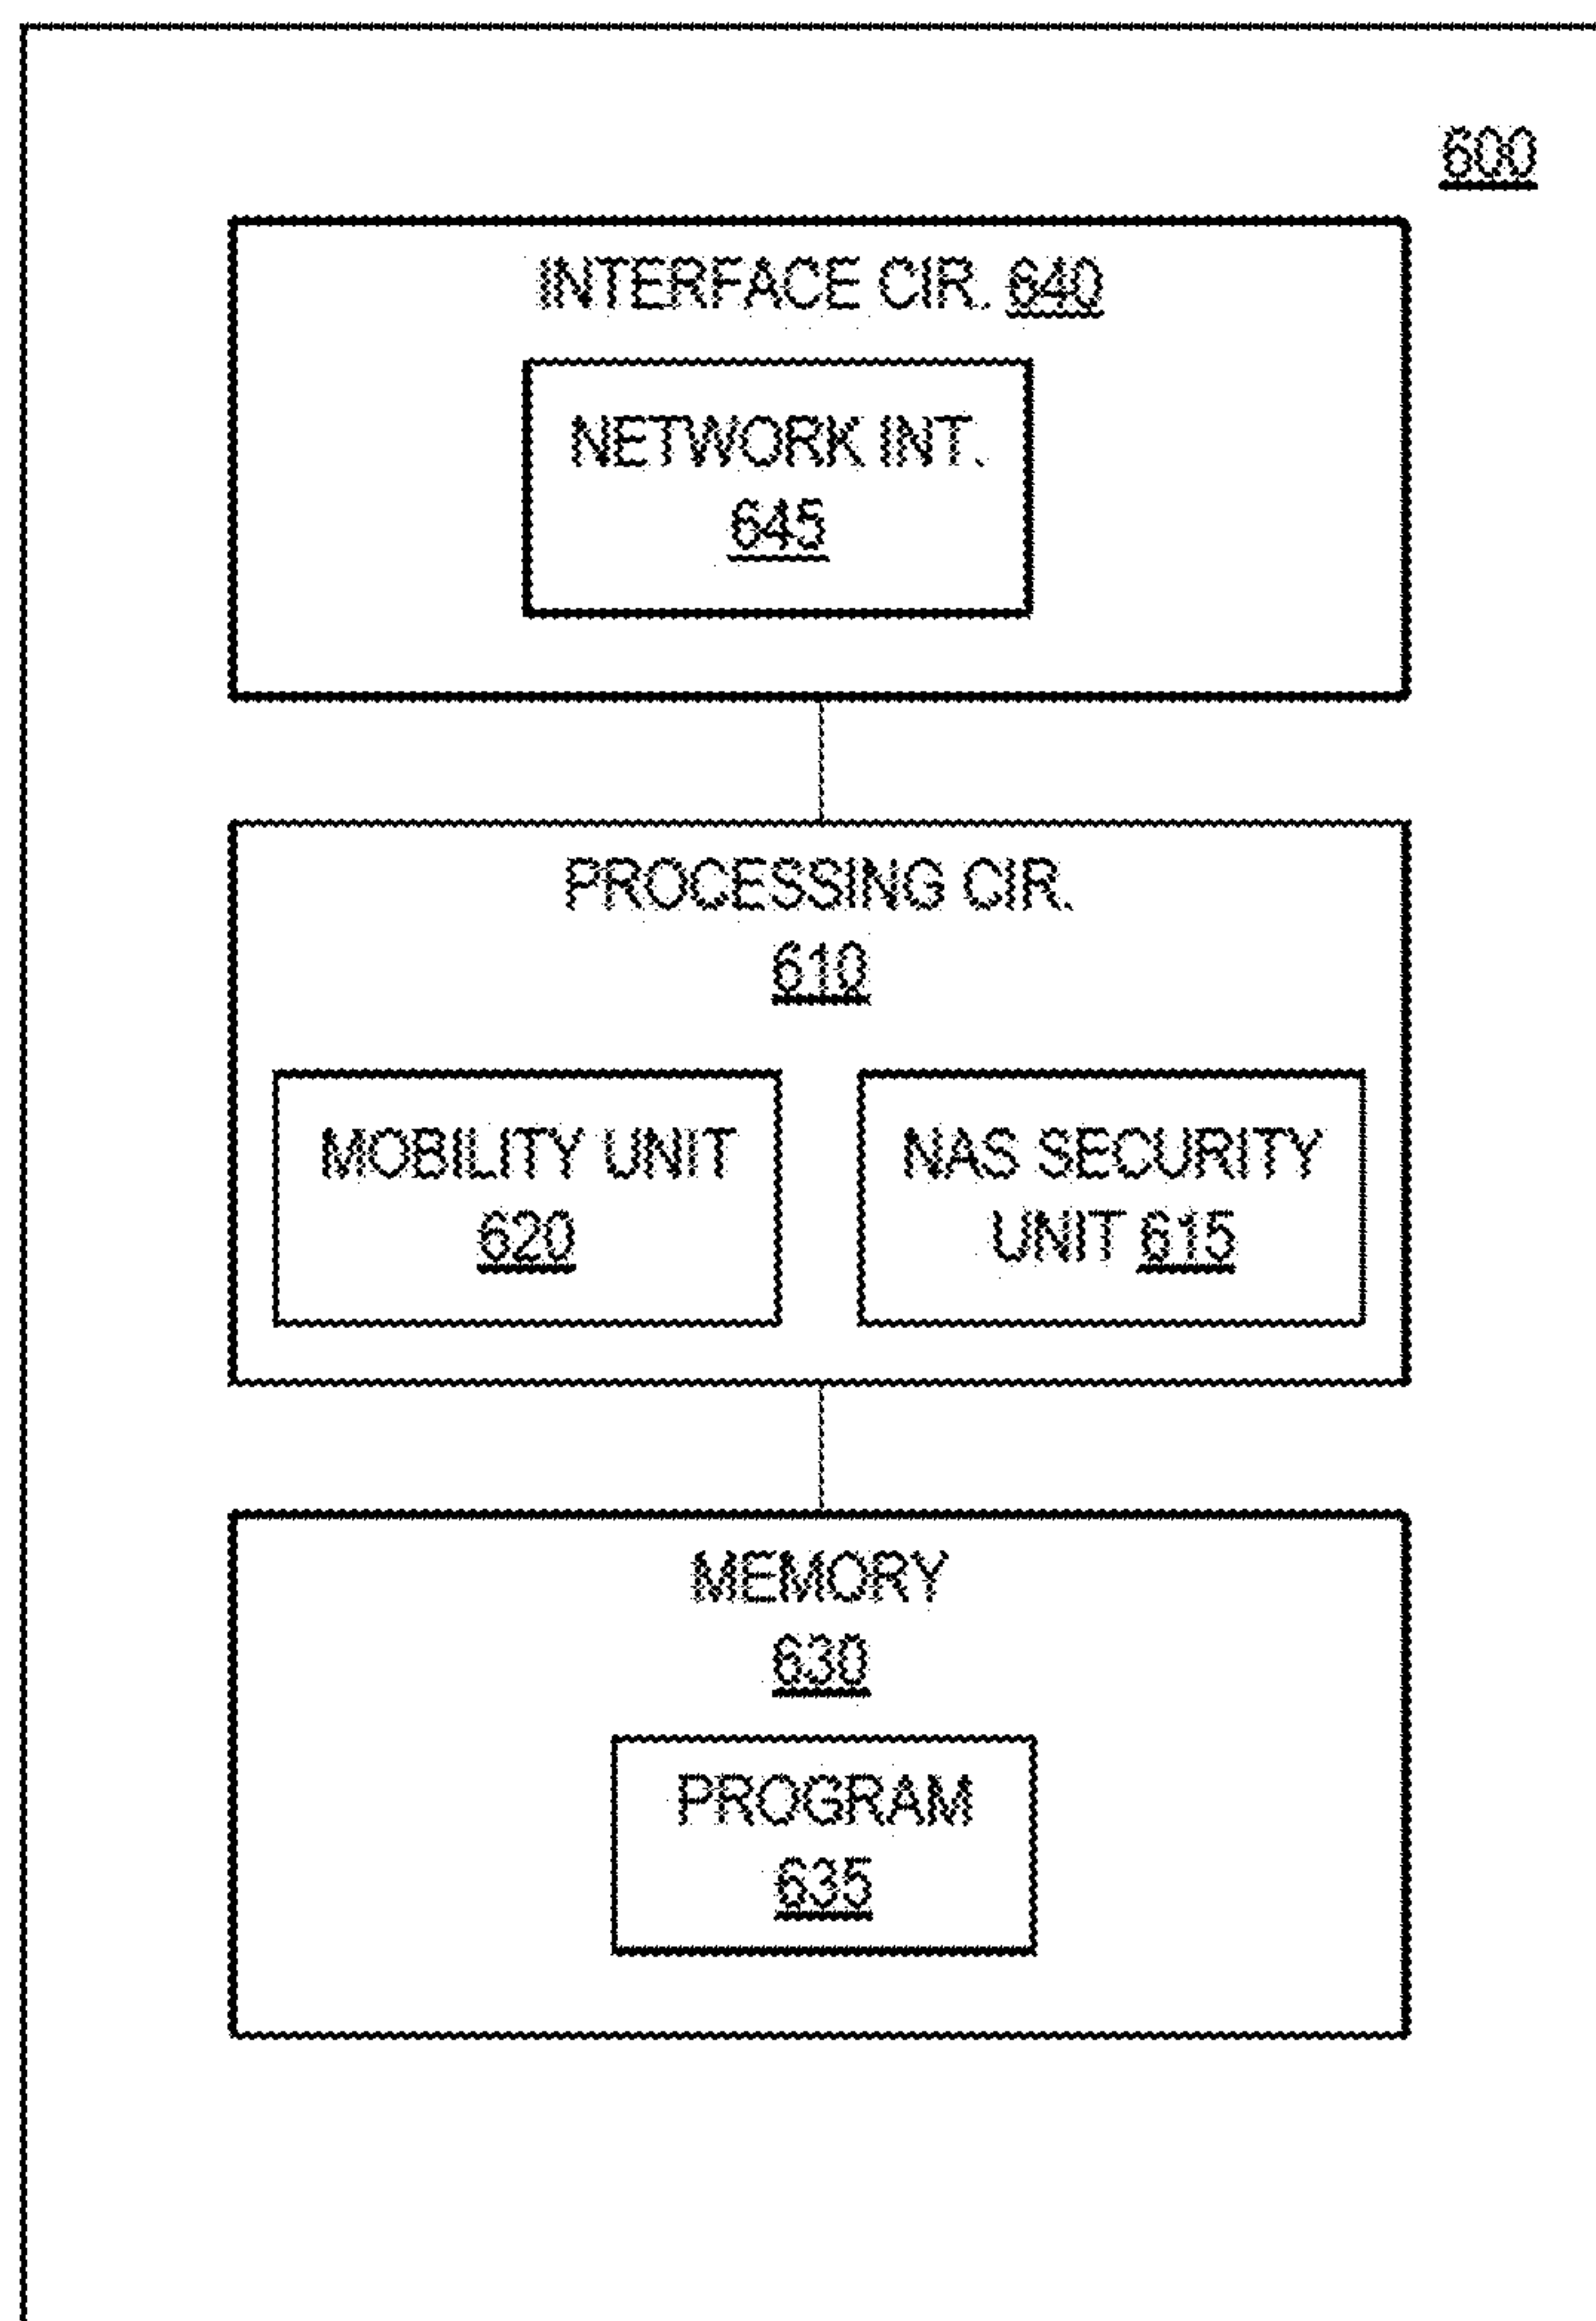 600
INTERFACE CIR. 640
NETWORK INT.
645
PROCESSING CIR.
610
MOBILITY UNIT
620
NAS SECURITY
UNIT 615
MEMORY
630
PROGRAM
635